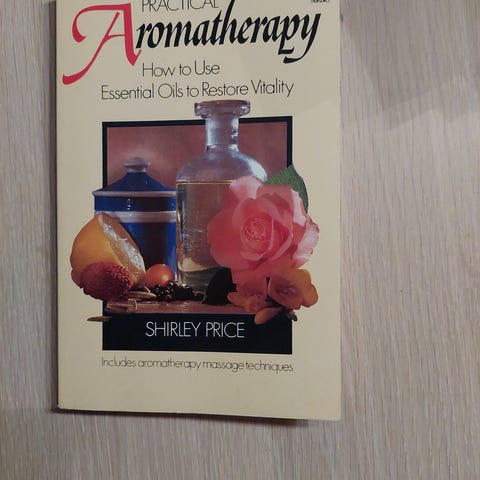 PRACTICAL
Aromatherapy
How to Use
Essential Oils to Restore Vitality
SHIRLEY PRICE
Includes aromatherapy massage techniques